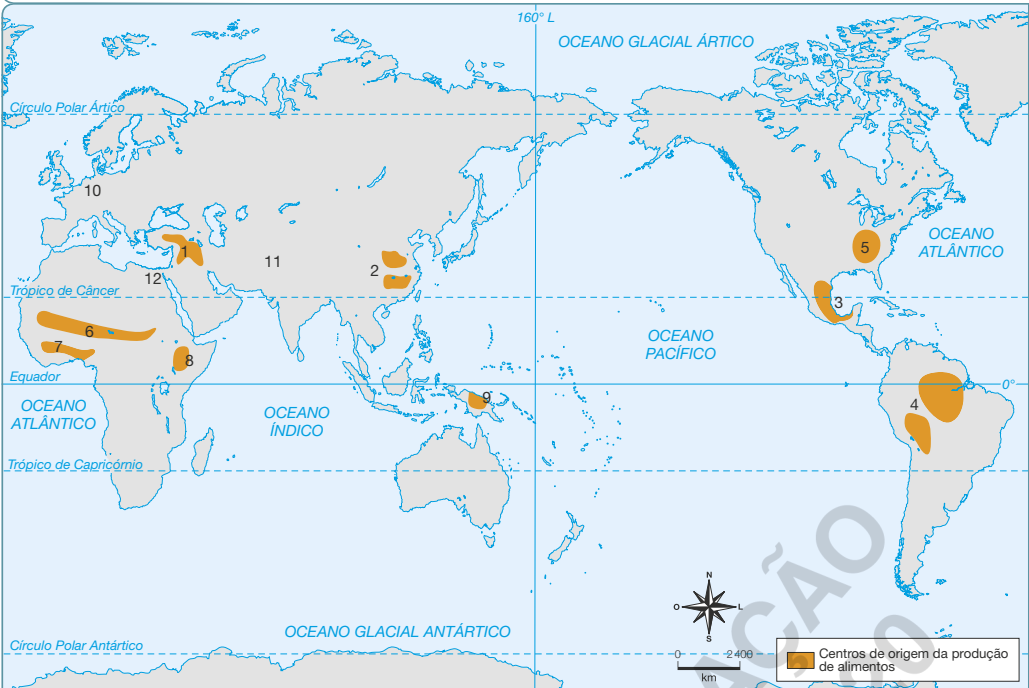 160° L
OCEANO GLACIAL ÁRTICO
Círculo Polar Ártico
10
OCEANO
ATLÂNTICO
5
1
11
2
12
Trópico de Câncer
3
6
OCEANO
PACÍFICO
7
8
Equador
0°
9
OCEANO
ATLÂNTICO
OCEANO
ÍNDICO
4
Trópico de Capricórnio
N
O
L
S
OCEANO GLACIAL ANTÁRTICO
Círculo Polar Antártico
0
2 400
km
Centros de origem da produção
de alimentos